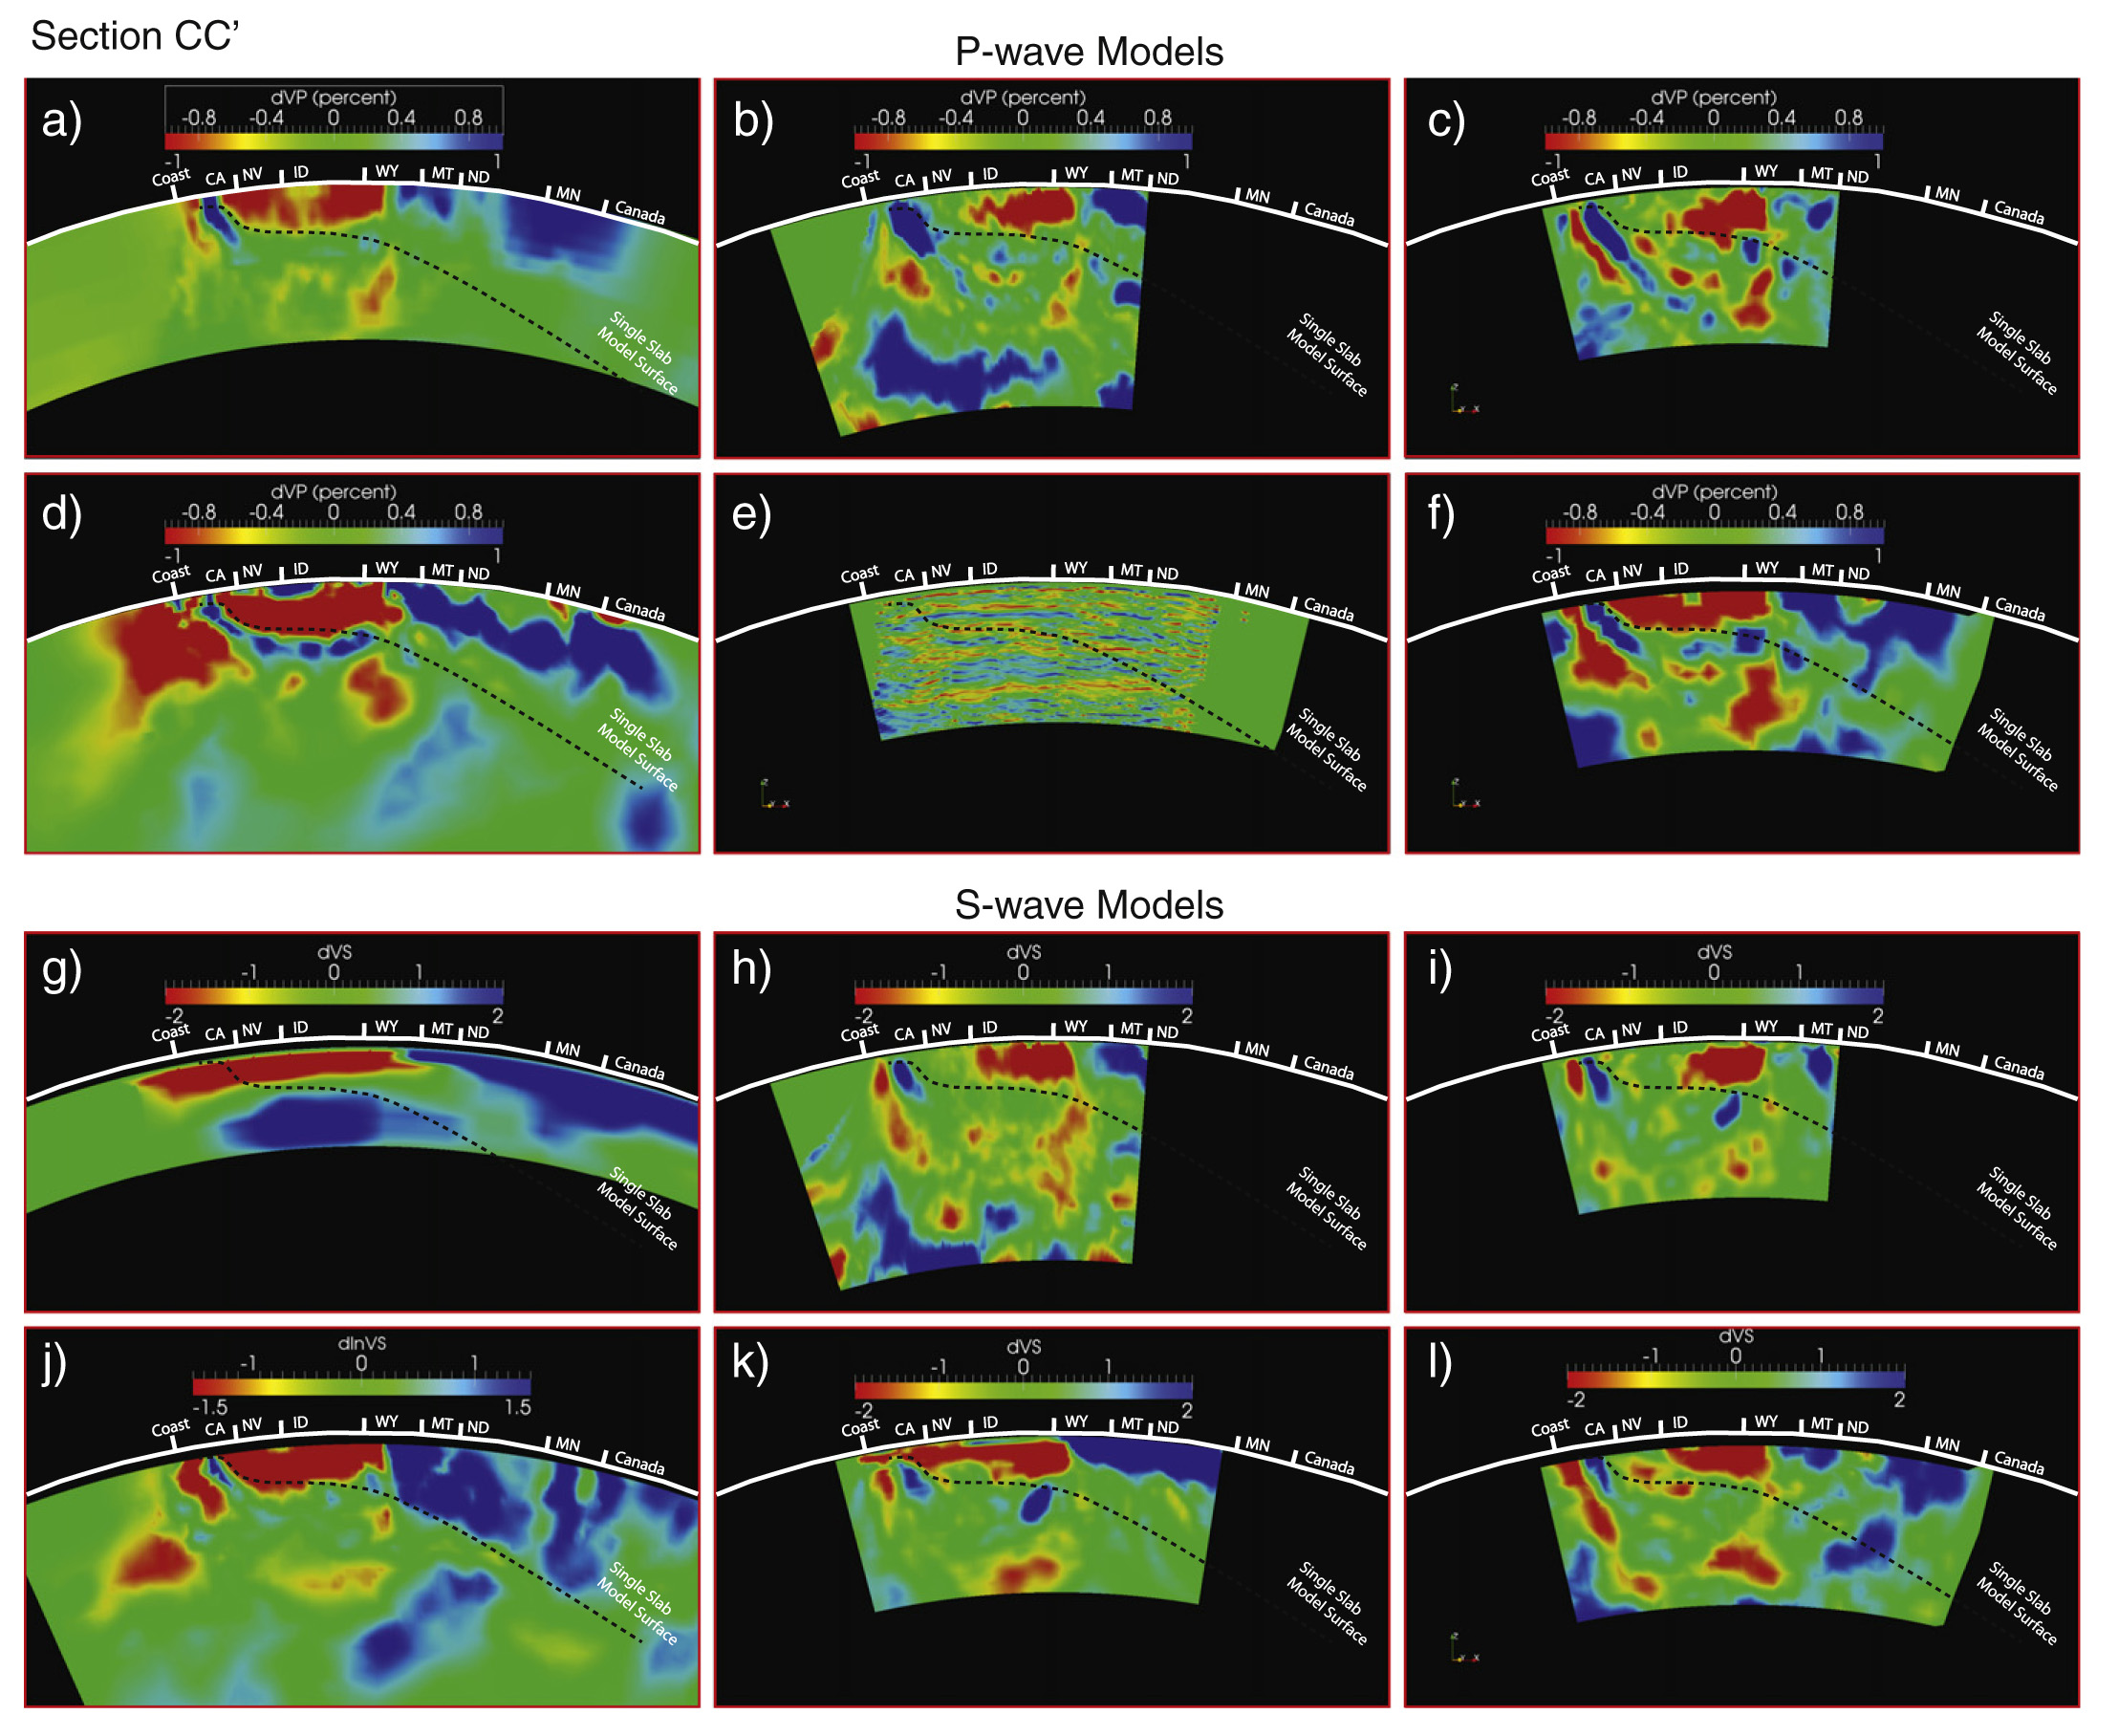 Section CC’
P-wave Models
a)
dVP (percent)
-0.8 -0.4 0 0.4 0.8
-1 1
Coast CA NV ID WY MT ND MN Canada
Single Slab
Model Surface
b)
dVP (percent)
-0.8 -0.4 0 0.4 0.8
-1 1
Coast CA NV ID WY MT ND MN Canada
Single Slab
Model Surface
c)
dVP (percent)
-0.8 -0.4 0 0.4 0.8
-1 1
Coast CA NV ID WY MT ND MN Canada
Single Slab
Model Surface
d)
dVP (percent)
-0.8 -0.4 0 0.4 0.8
-1 1
Coast CA NV ID WY MT ND MN Canada
Single Slab
Model Surface
e)
Coast CA NV ID WY MT ND MN Canada
Single Slab
Model Surface
f)
dVP (percent)
-0.8 -0.4 0 0.4 0.8
-1 1
Coast CA NV ID WY MT ND MN Canada
Single Slab
Model Surface
S-wave Models
g)
dVS
-1 0 1
-2 2
Coast CA NV ID WY MT ND MN Canada
Single Slab
Model Surface
h)
dVS
-1 0 1
-2 2
Coast CA NV ID WY MT ND MN Canada
Single Slab
Model Surface
i)
dVS
-1 0 1
-2 2
Coast CA NV ID WY MT ND MN Canada
Single Slab
Model Surface
j)
dlnVS
-1 0 1
-1.5 1.5
Coast CA NV ID WY MT ND MN Canada
Single Slab
Model Surface
k)
dVS
-1 0 1
-2 2
Coast CA NV ID WY MT ND MN Canada
Single Slab
Model Surface
l)
dVS
-1 0 1
-2 2
Coast CA NV ID WY MT ND MN Canada
Single Slab
Model Surface